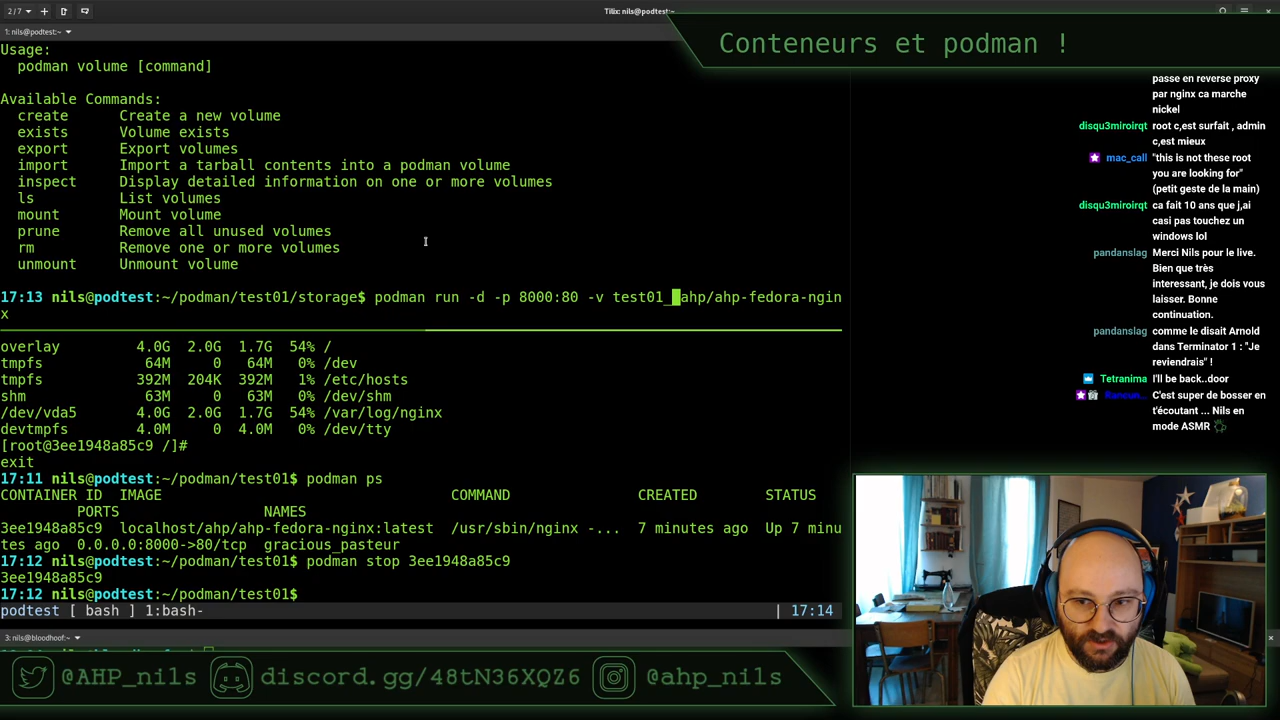 2/7
Tilix: nils@podtest:~
1: nils@podtest:~
Conteneurs et podman !
Usage:
podman volume [command]
Available Commands:
create Create a new volume
exists Volume exists
export Export volumes
import Import a tarball contents into a podman volume
inspect Display detailed information on one or more volumes
ls List volumes
mount Mount volume
prune Remove all unused volumes
rm Remove one or more volumes
unmount Unmount volume
17:13 nils@podtest:~/podman/test01/storage$ podman run -d -p 8000:80 -v test01_ ahp/ahp-fedora-ngin
x
overlay 4.0G 2.0G 1.7G 54% /
tmpfs 64M 0 64M 0% /dev
tmpfs 392M 204K 392M 1% /etc/hosts
shm 63M 0 63M 0% /dev/shm
/dev/vda5 4.0G 2.0G 1.7G 54% /var/log/nginx
devtmpfs 4.0M 0 4.0M 0% /dev/tty
[root@3ee1948a85c9 /]#
exit
17:11 nils@podtest:~/podman/test01$ podman ps
CONTAINER ID IMAGE COMMAND CREATED STATUS
PORTS NAMES
3ee1948a85c9 localhost/ahp/ahp-fedora-nginx:latest /usr/sbin/nginx -... 7 minutes ago Up 7 minu
tes ago 0.0.0.0:8000->80/tcp gracious_pasteur
17:12 nils@podtest:~/podman/test01$ podman stop 3ee1948a85c9
3ee1948a85c9
17:12 nils@podtest:~/podman/test01$
podtest [ bash ] 1:bash- | 17:14
3: nils@bloodhoof:~
passe en reverse proxy
par nginx ca marche
nickel
disqu3miroirqt root c,est surfait , admin
c,est mieux
mac_call "this is not these root
you are looking for"
(petit geste de la main)
disqu3miroirqt ca fait 10 ans que j,ai
casi pas touchez un
windows lol
pandanslag Merci Nils pour le live.
Bien que très
interessant, je dois vous
laisser. Bonne
continuation.
pandanslag comme le disait Arnold
dans Terminator 1 : "Je
reviendrais" !
Tetranima I'll be back..door
C'est super de bosser en
t'écoutant ... Nils en
mode ASMR
@AHP_nils
discord.gg/48tN36XQZ6
@ahp_nils